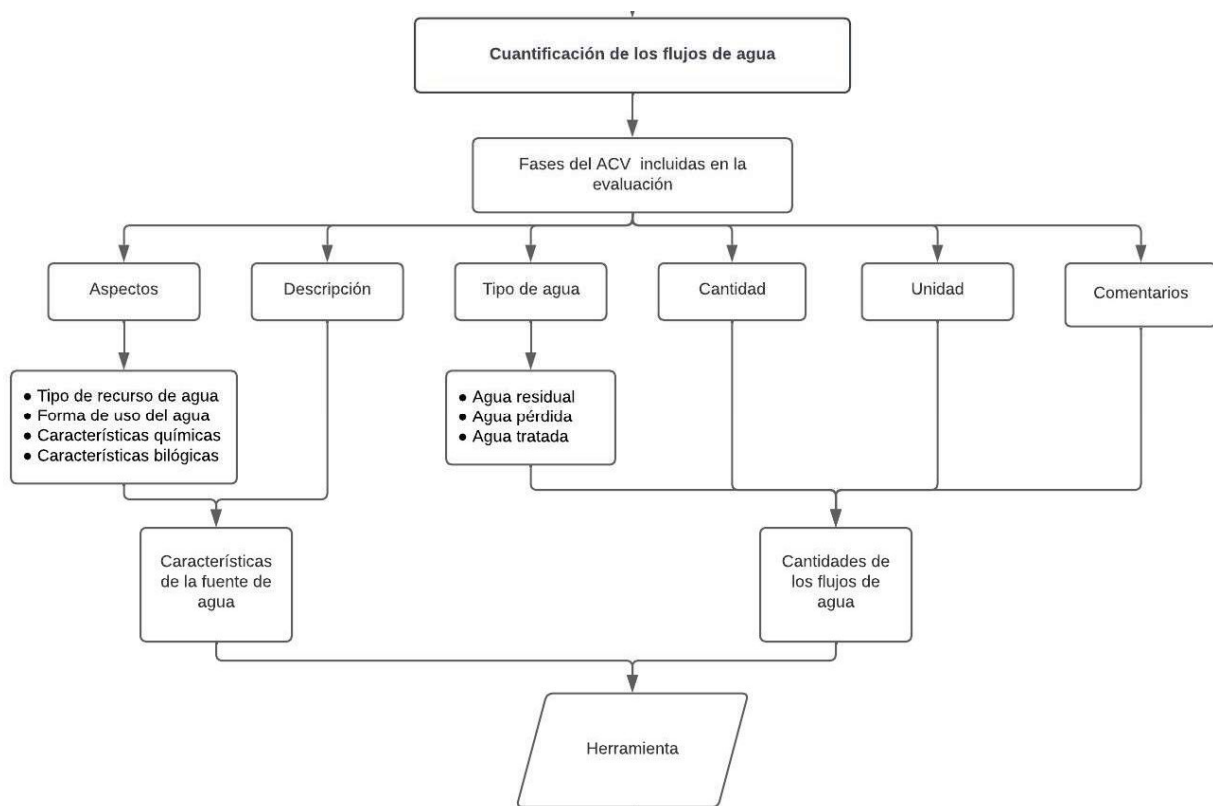 Cuantificación de los flujos de agua
Fases del ACV incluidas en la
evaluación
Aspectos
Descripción
Tipo de agua
Cantidad
Unidad
Comentarios
● Tipo de recurso de agua
● Forma de uso del agua
● Características químicas
● Características bilógicas
● Agua residual
● Agua pérdida
● Agua tratada
Características
de la fuente de
agua
Cantidades de
los flujos de
agua
Herramienta